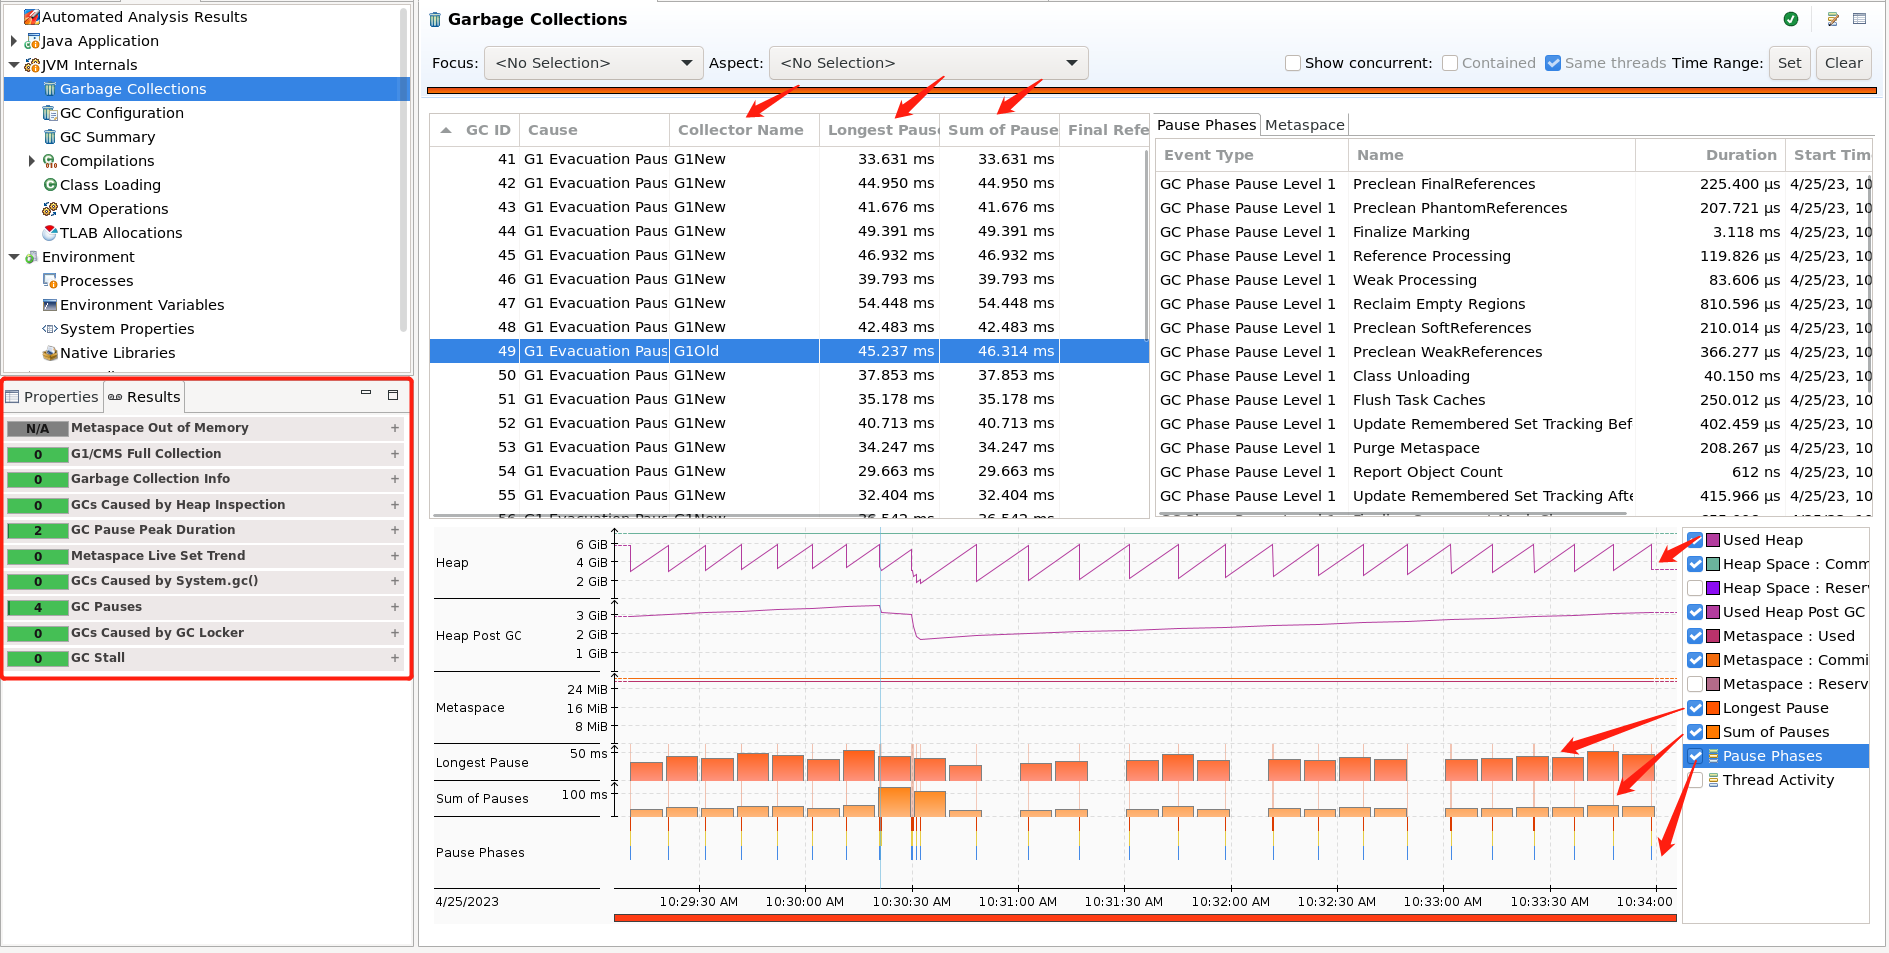 Automated Analysis Results
Java Application
JVM Internals
Garbage Collections
GC Configuration
GC Summary
Compilations
Class Loading
VM Operations
TLAB Allocations
Environment
Processes
Environment Variables
System Properties
Native Libraries
Properties Results
N/A Metaspace Out of Memory +
0 G1/CMS Full Collection +
0 Garbage Collection Info +
0 GCs Caused by Heap Inspection +
2 GC Pause Peak Duration +
0 Metaspace Live Set Trend +
0 GCs Caused by System.gc() +
4 GC Pauses +
0 GCs Caused by GC Locker +
0 GC Stall +
Garbage Collections
Focus: <No Selection> Aspect: <No Selection> Show concurrent: Contained Same threads Time Range: Set Clear
GC ID Cause Collector Name Longest Paus Sum of Pause Final Refe
41 G1 Evacuation Paus G1New 33.631 ms 33.631 ms
42 G1 Evacuation Paus G1New 44.950 ms 44.950 ms
43 G1 Evacuation Paus G1New 41.676 ms 41.676 ms
44 G1 Evacuation Paus G1New 49.391 ms 49.391 ms
45 G1 Evacuation Paus G1New 46.932 ms 46.932 ms
46 G1 Evacuation Paus G1New 39.793 ms 39.793 ms
47 G1 Evacuation Paus G1New 54.448 ms 54.448 ms
48 G1 Evacuation Paus G1New 42.483 ms 42.483 ms
49 G1 Evacuation Paus G1Old 45.237 ms 46.314 ms
50 G1 Evacuation Paus G1New 37.853 ms 37.853 ms
51 G1 Evacuation Paus G1New 35.178 ms 35.178 ms
52 G1 Evacuation Paus G1New 40.713 ms 40.713 ms
53 G1 Evacuation Paus G1New 34.247 ms 34.247 ms
54 G1 Evacuation Paus G1New 29.663 ms 29.663 ms
55 G1 Evacuation Paus G1New 32.404 ms 32.404 ms
Pause Phases Metaspace
Event Type Name Duration Start Tim
GC Phase Pause Level 1 Preclean FinalReferences 225.400 µs 4/25/23, 10
GC Phase Pause Level 1 Preclean PhantomReferences 207.721 µs 4/25/23, 10
GC Phase Pause Level 1 Finalize Marking 3.118 ms 4/25/23, 10
GC Phase Pause Level 1 Reference Processing 119.826 µs 4/25/23, 10
GC Phase Pause Level 1 Weak Processing 83.606 µs 4/25/23, 10
GC Phase Pause Level 1 Reclaim Empty Regions 810.596 µs 4/25/23, 10
GC Phase Pause Level 1 Preclean SoftReferences 210.014 µs 4/25/23, 10
GC Phase Pause Level 1 Preclean WeakReferences 366.277 µs 4/25/23, 10
GC Phase Pause Level 1 Class Unloading 40.150 ms 4/25/23, 10
GC Phase Pause Level 1 Flush Task Caches 250.012 µs 4/25/23, 10
GC Phase Pause Level 1 Update Remembered Set Tracking Bef 402.459 µs 4/25/23, 10
GC Phase Pause Level 1 Purge Metaspace 208.267 µs 4/25/23, 10
GC Phase Pause Level 1 Report Object Count 612 ns 4/25/23, 10
GC Phase Pause Level 1 Update Remembered Set Tracking Afte 415.966 µs 4/25/23, 10
Heap
6 GiB
4 GiB
2 GiB
Heap Post GC
3 GiB
2 GiB
1 GiB
Metaspace
24 MiB
16 MiB
8 MiB
Longest Pause
50 ms
Sum of Pauses
100 ms
Pause Phases
4/25/2023 10:29:30 AM 10:30:00 AM 10:30:30 AM 10:31:00 AM 10:31:30 AM 10:32:00 AM 10:32:30 AM 10:33:00 AM 10:33:30 AM 10:34:00
Used Heap
Heap Space : Comm
Heap Space : Reser
Used Heap Post GC
Metaspace : Used
Metaspace : Commi
Metaspace : Reserv
Longest Pause
Sum of Pauses
Pause Phases
Thread Activity